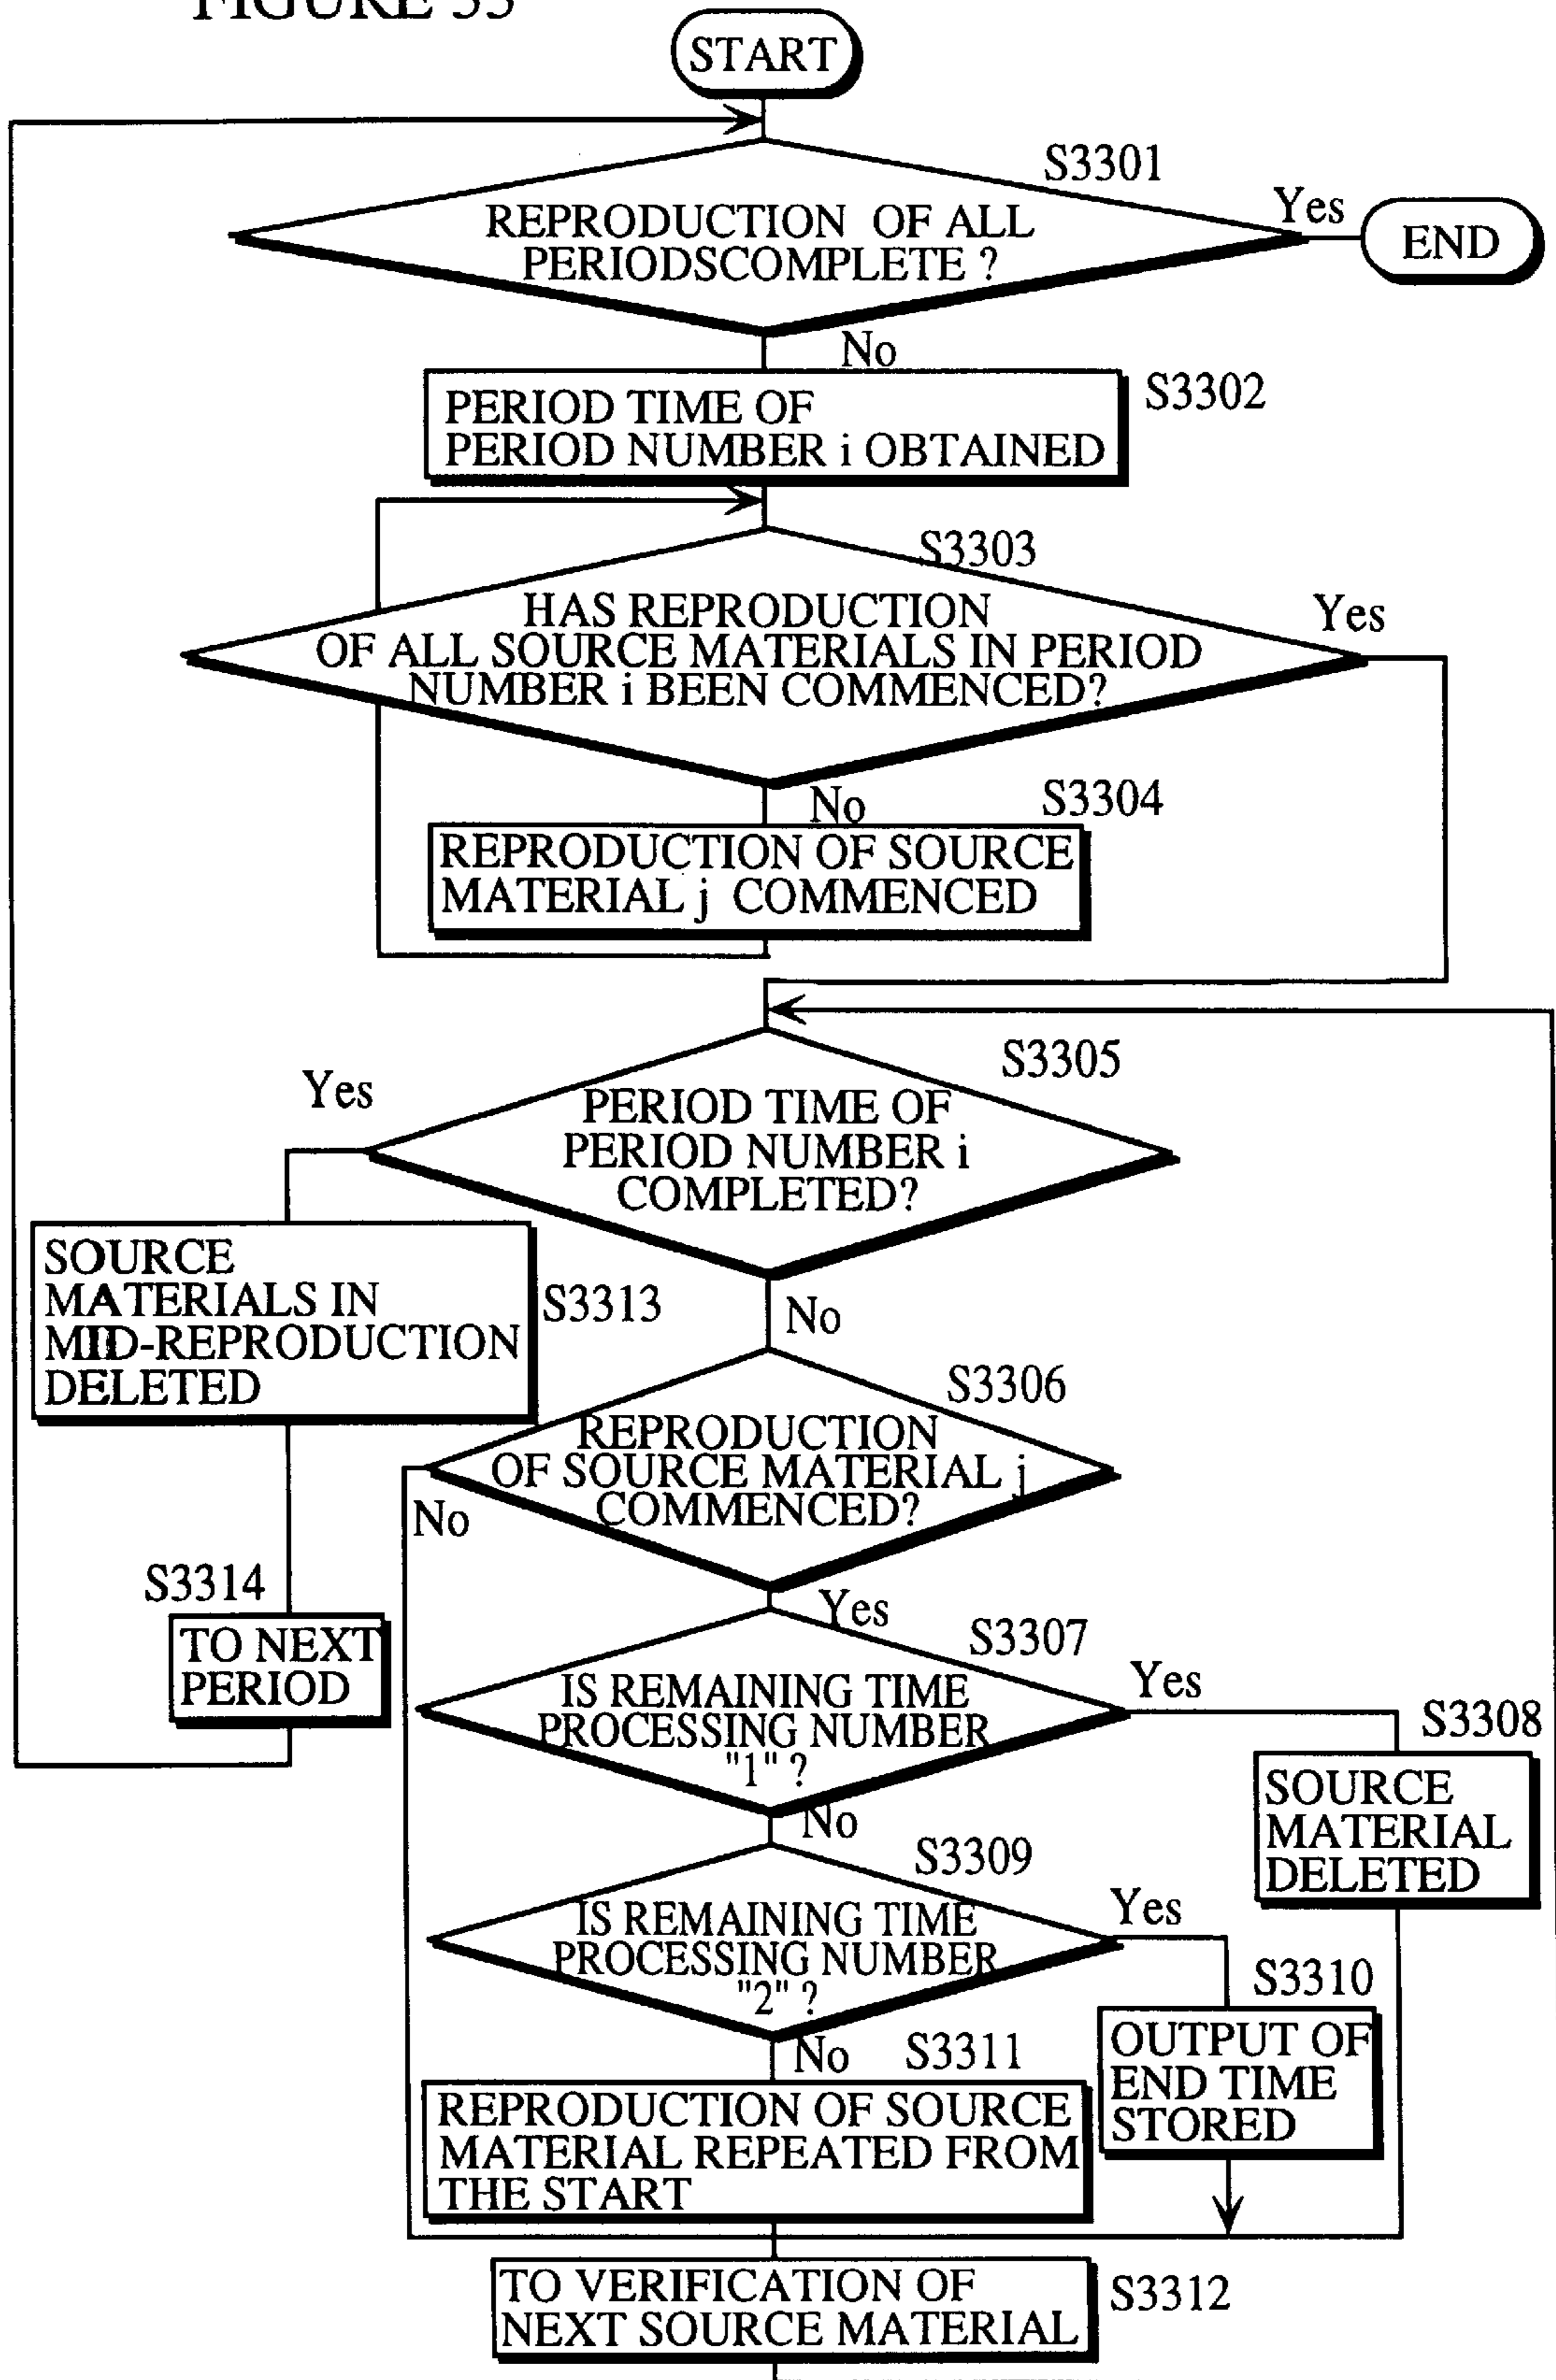 FIGURE 33
START
S3301
REPRODUCTION OF ALL
PERIODSCOMPLETE ?
Yes
END
No
S3302
PERIOD TIME OF
PERIOD NUMBER i OBTAINED
S3303
HAS REPRODUCTION
OF ALL SOURCE MATERIALS IN PERIOD
NUMBER i BEEN COMMENCED?
Yes
No
S3304
REPRODUCTION OF SOURCE
MATERIAL j COMMENCED
S3305
Yes
PERIOD TIME OF
PERIOD NUMBER i
COMPLETED?
SOURCE
MATERIALS IN
MID-REPRODUCTION
DELETED
S3313
No
S3306
REPRODUCTION
OF SOURCE MATERIAL j
COMMENCED?
No
S3314
TO NEXT
PERIOD
Yes
S3307
IS REMAINING TIME
PROCESSING NUMBER
"1" ?
Yes
S3308
SOURCE
MATERIAL
DELETED
No
S3309
IS REMAINING TIME
PROCESSING NUMBER
"2" ?
Yes
S3310
OUTPUT OF
END TIME
STORED
No
S3311
REPRODUCTION OF SOURCE
MATERIAL REPEATED FROM
THE START
TO VERIFICATION OF
NEXT SOURCE MATERIAL
S3312